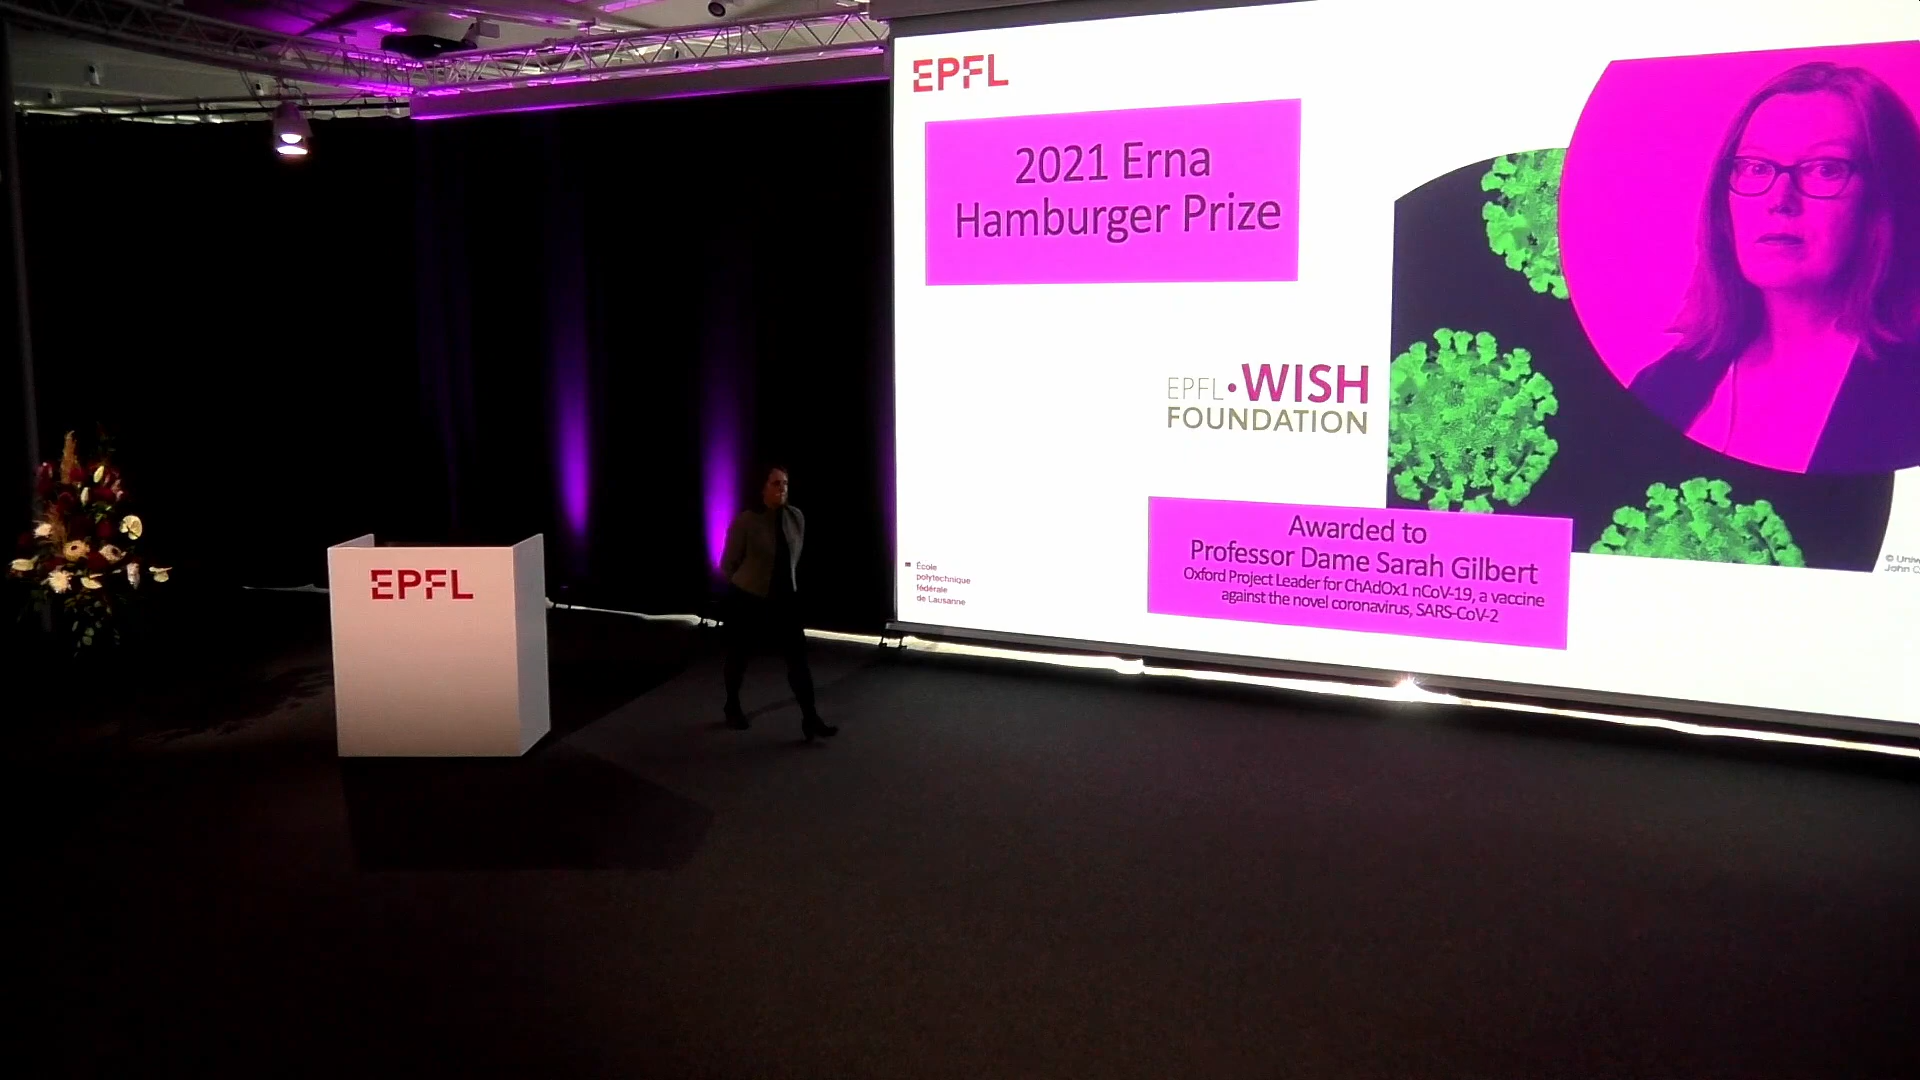 EPFL
2021 Erna
Hamburger Prize
EPFL•WISH
FOUNDATION
Awarded to
Professor Dame Sarah Gilbert
Oxford Project Leader for ChAdOx1 nCoV-19, a vaccine
against the novel coronavirus, SARS-CoV-2
École
polytechnique
fédérale
de Lausanne
©
John
EPFL